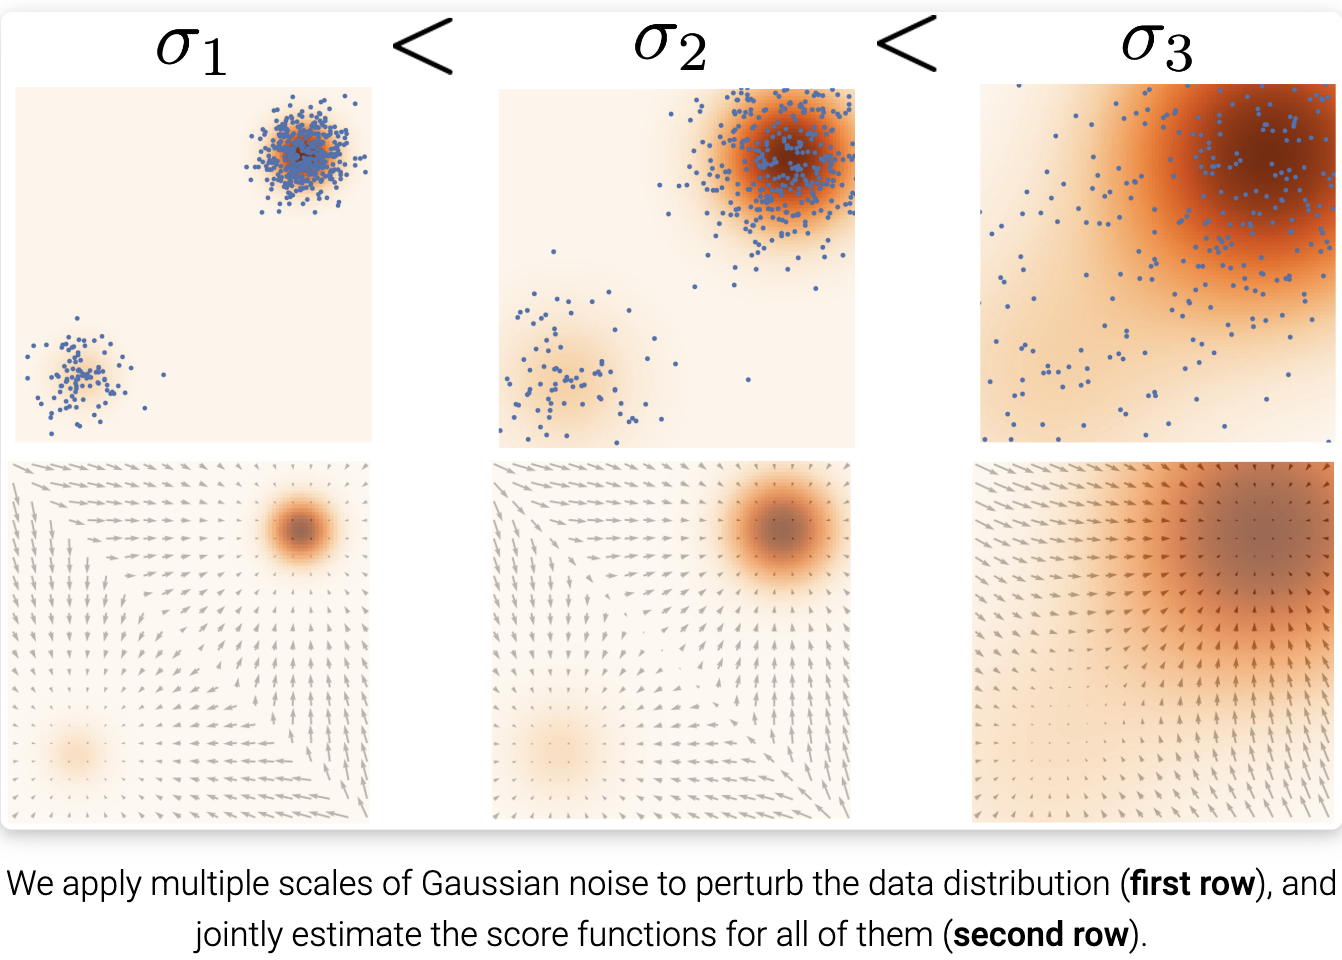 σ₁ < σ₂ < σ₃
We apply multiple scales of Gaussian noise to perturb the data distribution (first row), and
jointly estimate the score functions for all of them (second row).